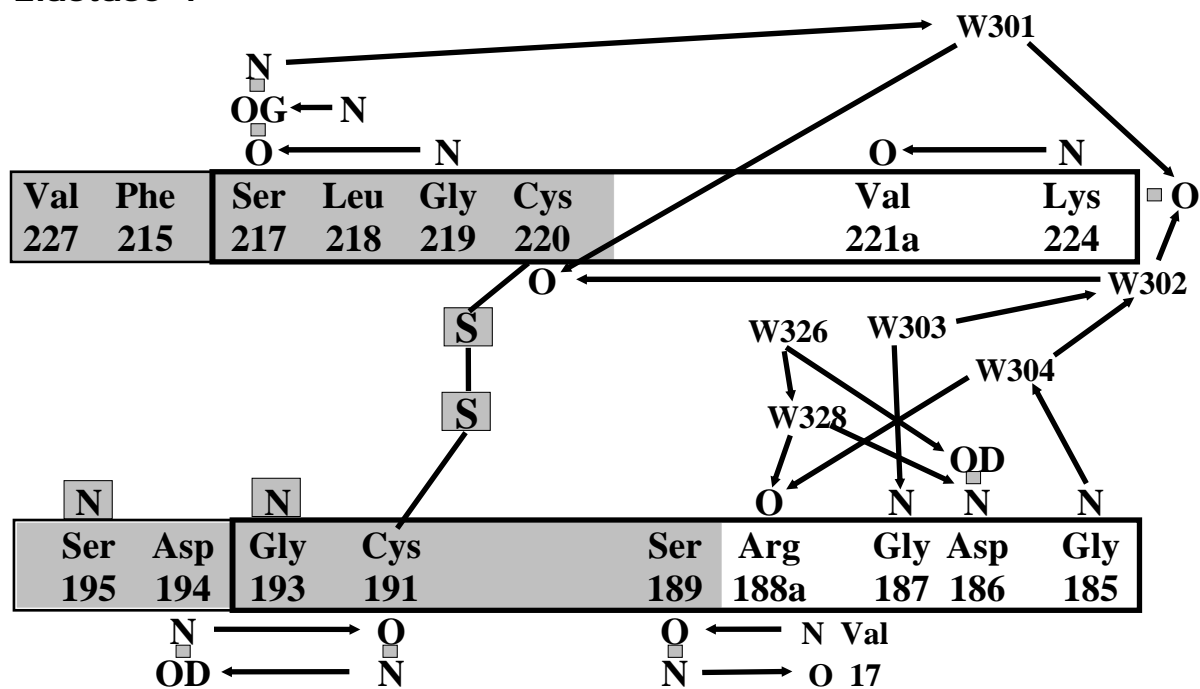 W301
N
OG N
O N O N
Val Phe Ser Leu Gly Cys Val Lys O
227 215 217 218 219 220 221a 224
O W302
S W326 W303
W304
S W328
OD
N N O N N N
Ser Asp Gly Cys Ser Arg Gly Asp Gly
195 194 193 191 189 188a 187 186 185
N O O N Val
OD N N O 17